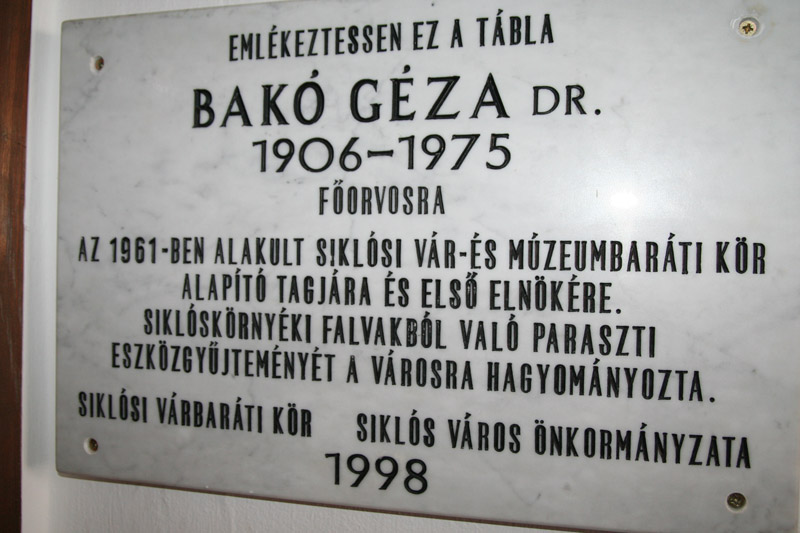 EMLÉKEZTESSEN EZ A TÁBLA
BAKÓ GÉZA DR.
1906–1975
FŐORVOSRA
AZ 1961-BEN ALAKULT SIKLÓSI VÁR-ÉS MÚZEUMBARÁTI KÖR
ALAPÍTÓ TAGJÁRA ÉS ELSŐ ELNÖKÉRE.
SIKLÓSKÖRNYÉKI FALVAKBÓL VALÓ PARASZTI
ESZKÖZGYŰJTEMÉNYÉT A VÁROSRA HAGYOMÁNYOZTA.
SIKLÓSI VÁRBARÁTI KÖR SIKLÓS VÁROS ÖNKORMÁNYZATA
1998